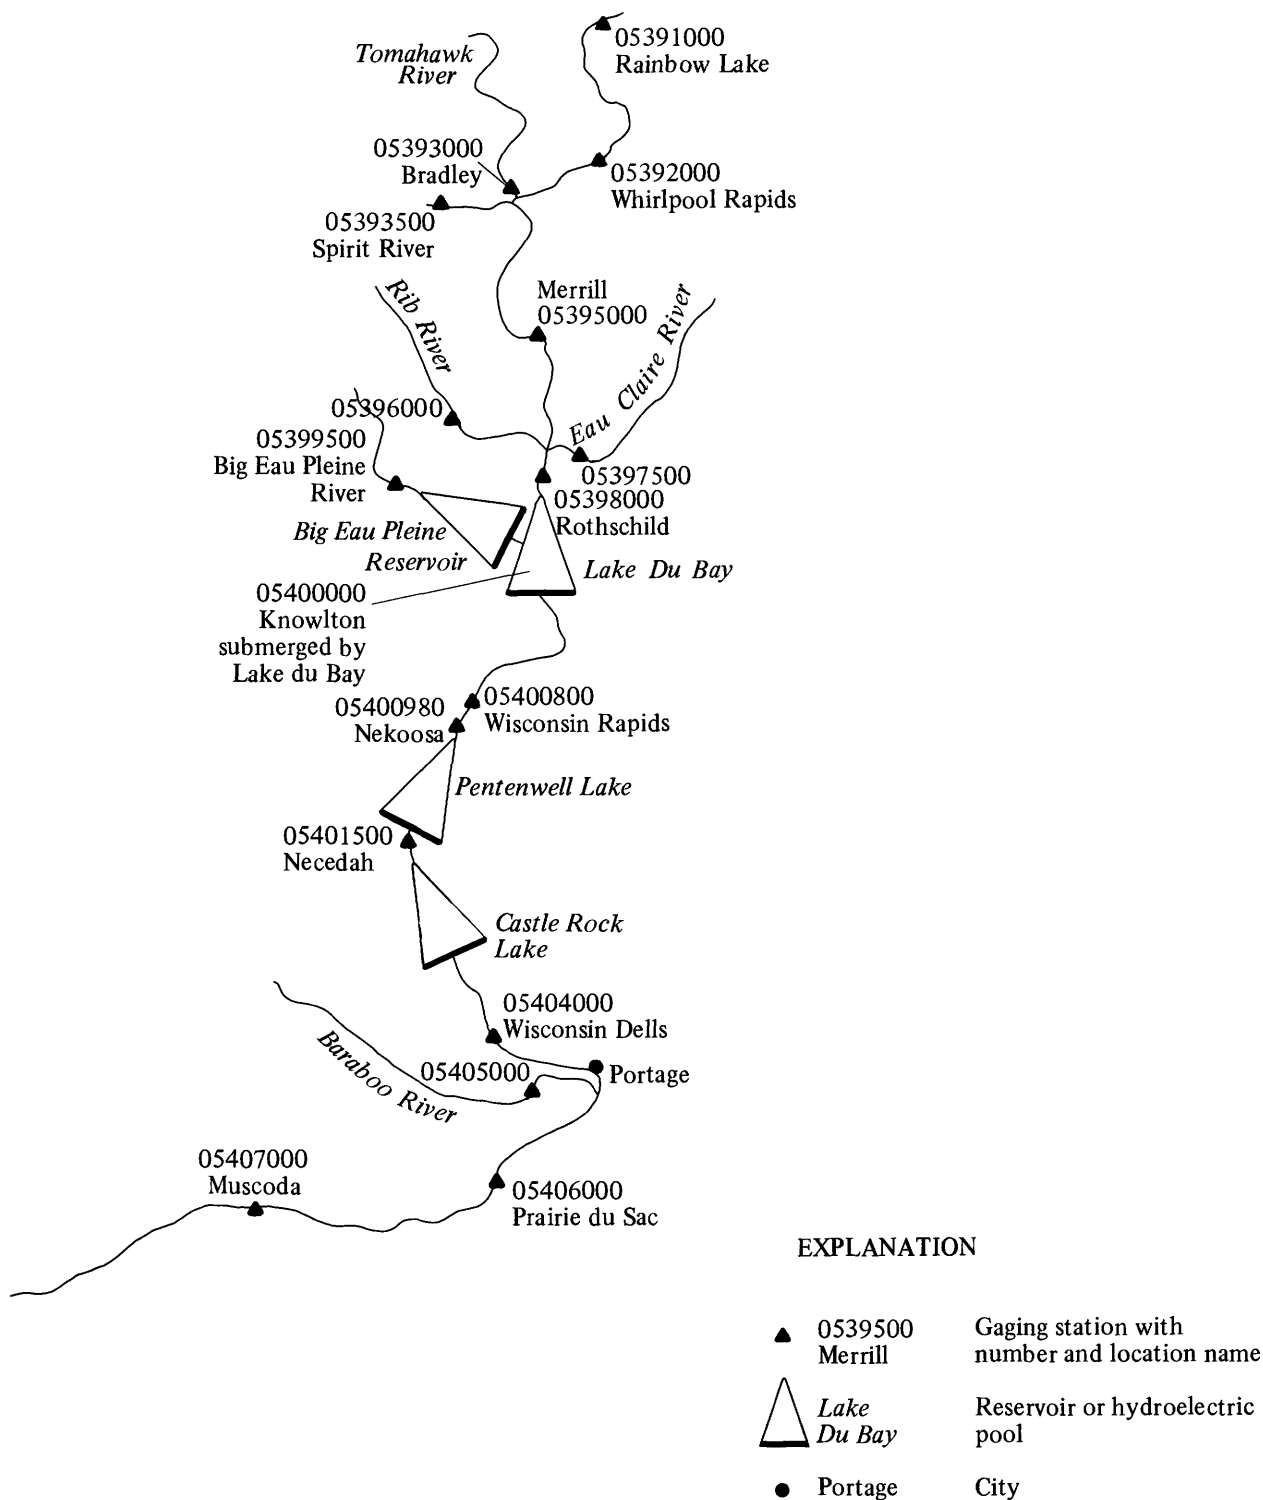 Tomahawk
River
05391000
Rainbow Lake
05393000
Bradley
05392000
Whirlpool Rapids
05393500
Spirit River
Rib River
Merrill
05395000
Eau Claire River
05396000
05399500
Big Eau Pleine
River
05397500
05398000
Rothschild
Big Eau Pleine
Reservoir
Lake Du Bay
05400000
Knowlton
submerged by
Lake du Bay
05400980
Nekoosa
05400800
Wisconsin Rapids
Pentenwell Lake
05401500
Necedah
Castle Rock
Lake
05404000
Wisconsin Dells
Baraboo River
05405000
Portage
05407000
Muscoda
05406000
Prairie du Sac
EXPLANATION
0539500
Merrill
Gaging station with
number and location name
Lake
Du Bay
Reservoir or hydroelectric
pool
Portage
City